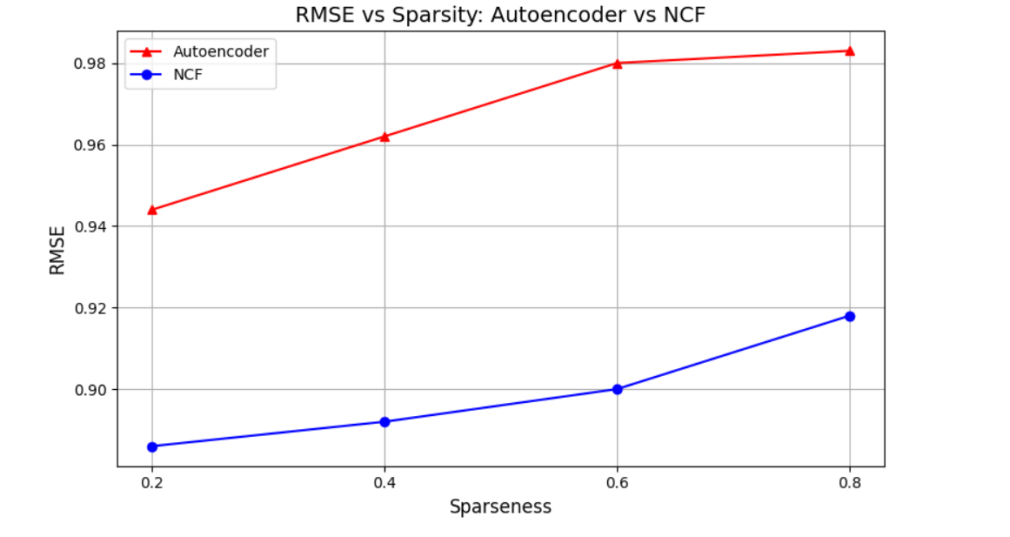 RMSE vs Sparsity: Autoencoder vs NCF
Autoencoder
NCF
0.98
0.96
0.94
0.92
0.90
RMSE
0.2 0.4 0.6 0.8
Sparseness